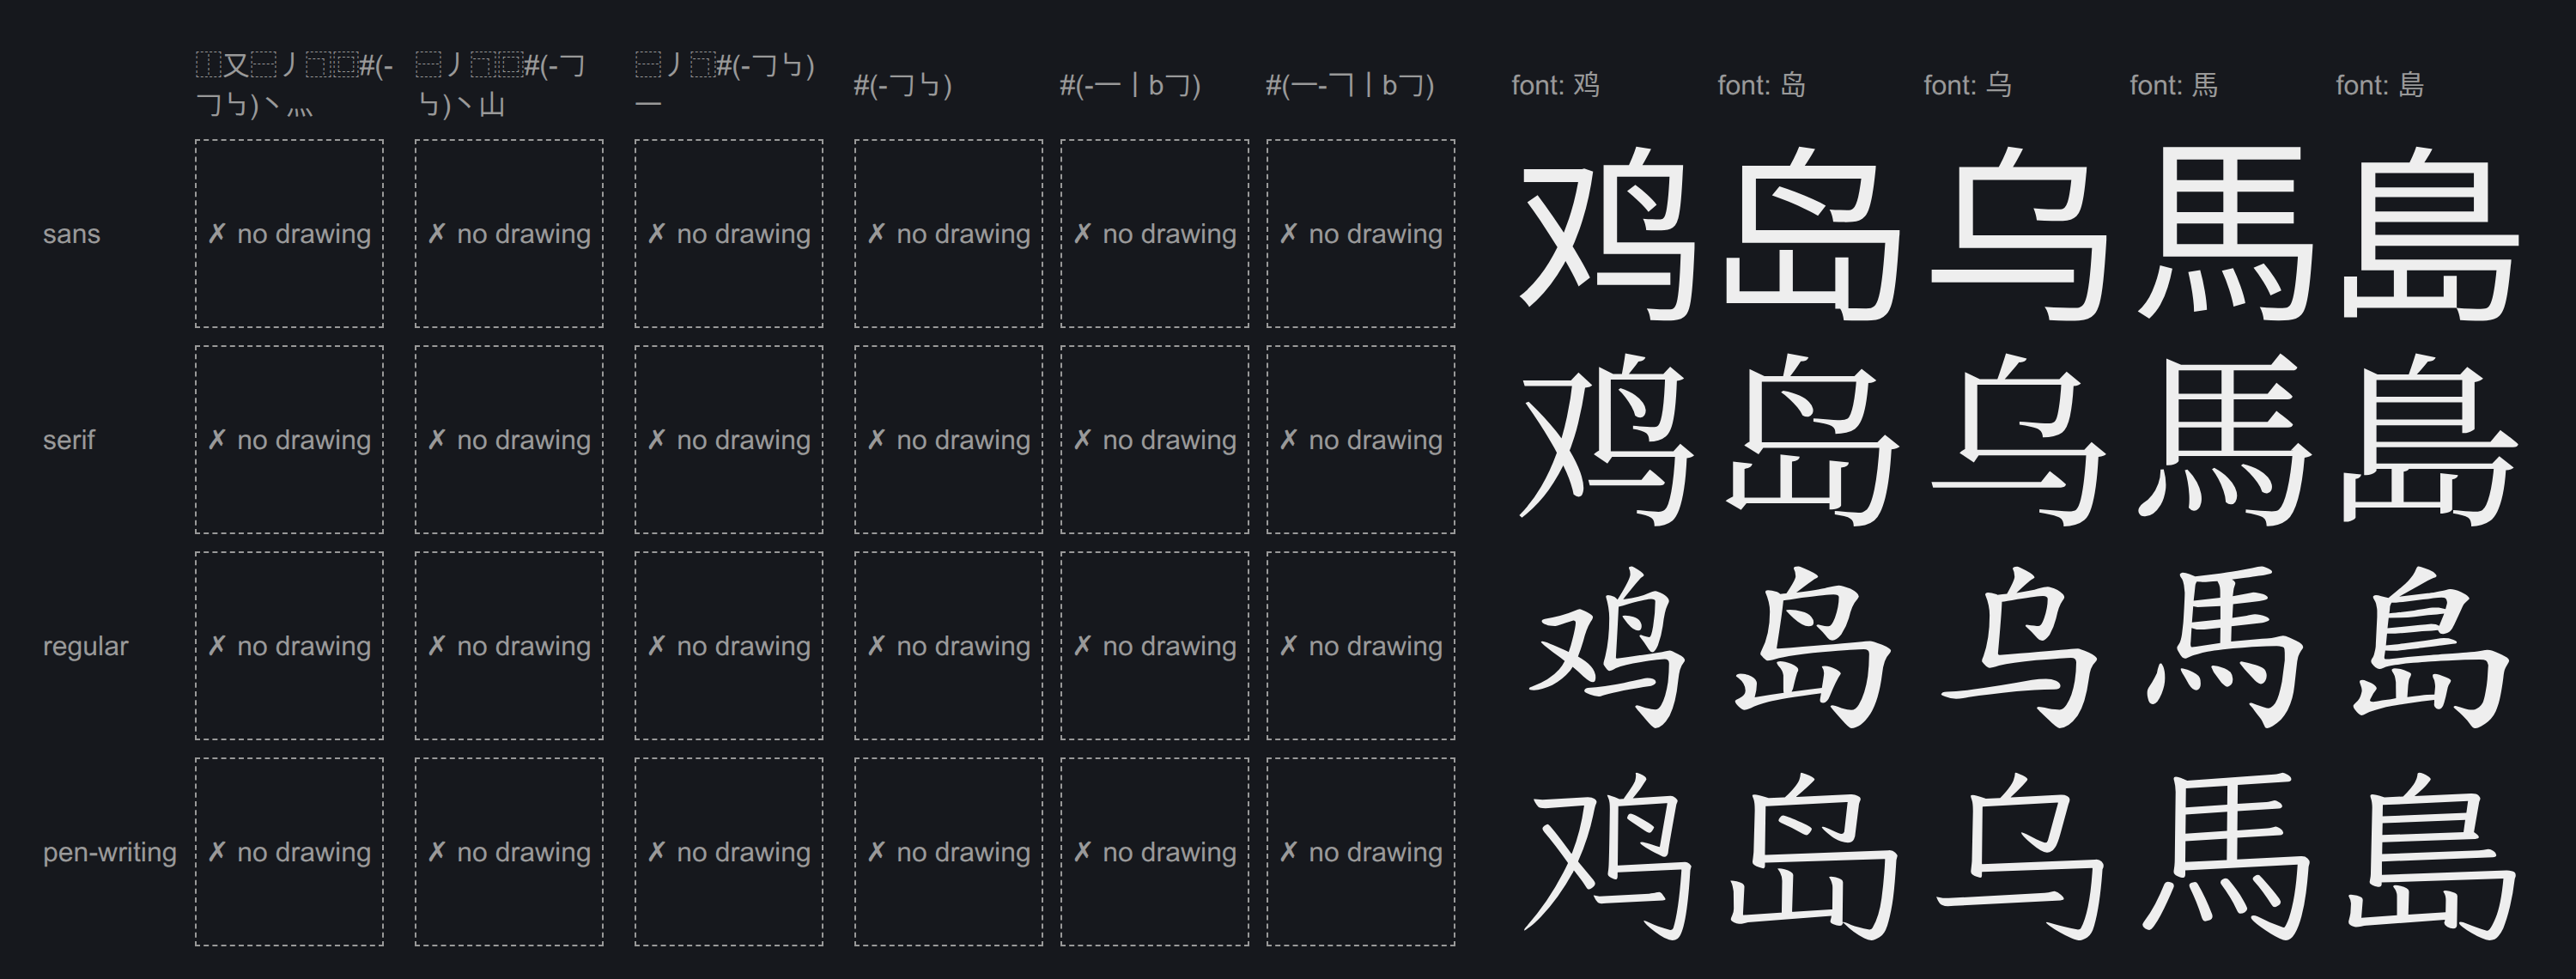 ⿰又⿱丿⿹⿴#(-
𠃌㇉)丶灬
⿱丿⿹⿴#(-𠃌
㇉)丶山
⿱丿⿹#(-𠃌㇉)
一
#(-𠃌㇉)
#(-一丨b𠃌)
#(一-𠃍丨b𠃌)
font: 鸡
font: 岛
font: 乌
font: 馬
font: 島
sans
✗ no drawing
✗ no drawing
✗ no drawing
✗ no drawing
✗ no drawing
✗ no drawing
鸡 岛 乌 馬 島
serif
✗ no drawing
✗ no drawing
✗ no drawing
✗ no drawing
✗ no drawing
✗ no drawing
鸡 岛 乌 馬 島
regular
✗ no drawing
✗ no drawing
✗ no drawing
✗ no drawing
✗ no drawing
✗ no drawing
鸡 岛 乌 馬 島
pen-writing
✗ no drawing
✗ no drawing
✗ no drawing
✗ no drawing
✗ no drawing
✗ no drawing
鸡 岛 乌 馬 島